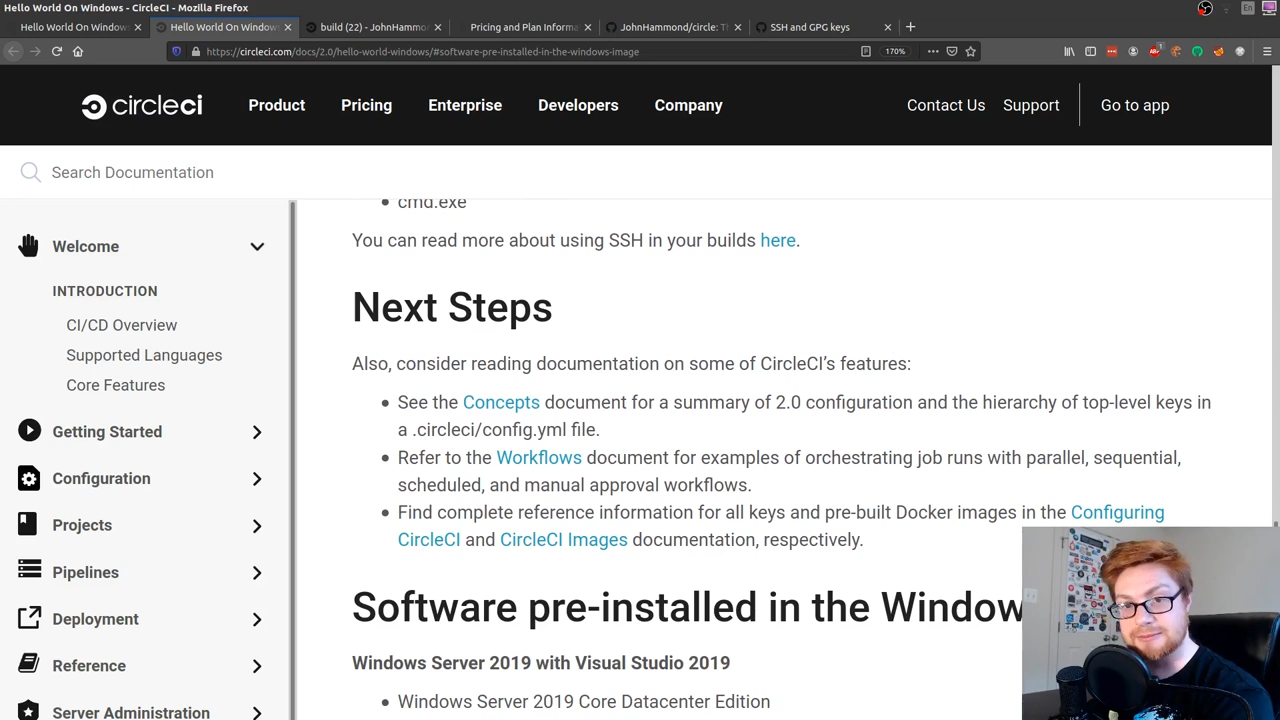 Hello World On Windows - CircleCI - Mozilla Firefox
En
Hello World On Window
Hello World On Window
build (22) - JohnHammon
Pricing and Plan Informa
JohnHammond/circle: Th
SSH and GPG keys
https://circleci.com/docs/2.0/hello-world-windows/#software-pre-installed-in-the-windows-image
170%
circleci
Product
Pricing
Enterprise
Developers
Company
Contact Us
Support
Go to app
Search Documentation
Welcome
INTRODUCTION
CI/CD Overview
Supported Languages
Core Features
Getting Started
Configuration
Projects
Pipelines
Deployment
Reference
Server Administration
• cmd.exe
You can read more about using SSH in your builds here.
Next Steps
Also, consider reading documentation on some of CircleCI’s features:
• See the Concepts document for a summary of 2.0 configuration and the hierarchy of top-level keys in
a .circleci/config.yml file.
• Refer to the Workflows document for examples of orchestrating job runs with parallel, sequential,
scheduled, and manual approval workflows.
• Find complete reference information for all keys and pre-built Docker images in the Configuring
CircleCI and CircleCI Images documentation, respectively.
Software pre-installed in the Window
Windows Server 2019 with Visual Studio 2019
• Windows Server 2019 Core Datacenter Edition